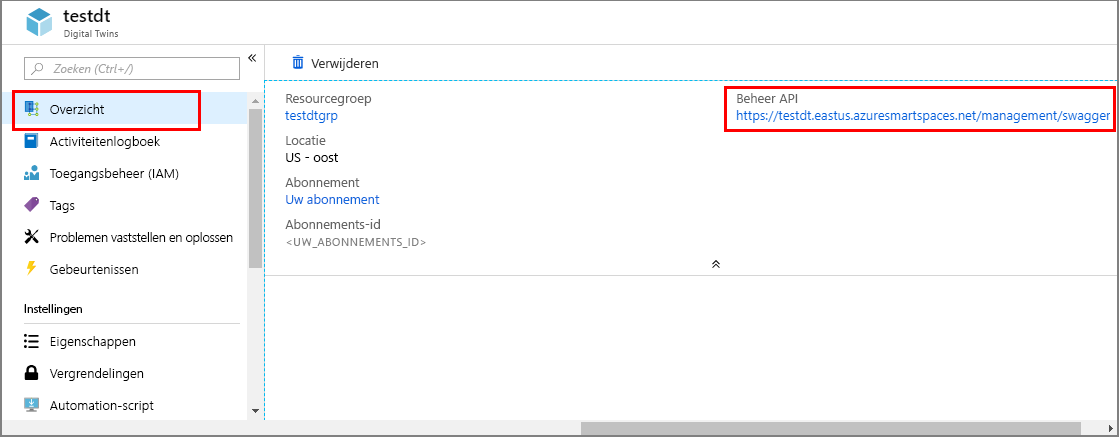 testdt
Digital Twins
Zoeken (Ctrl+/)
Overzicht
Activiteitenlogboek
Toegangsbeheer (IAM)
Tags
Problemen vaststellen en oplossen
Gebeurtenissen
Instellingen
Eigenschappen
Vergrendelingen
Automation-script
Verwijderen
Resourcegroep
testdtgrp
Locatie
US - oost
Abonnement
Uw abonnement
Abonnements-id
<UW_ABONNEMENTS_ID>
Beheer API
https://testdt.eastus.azuresmartspaces.net/management/swagger